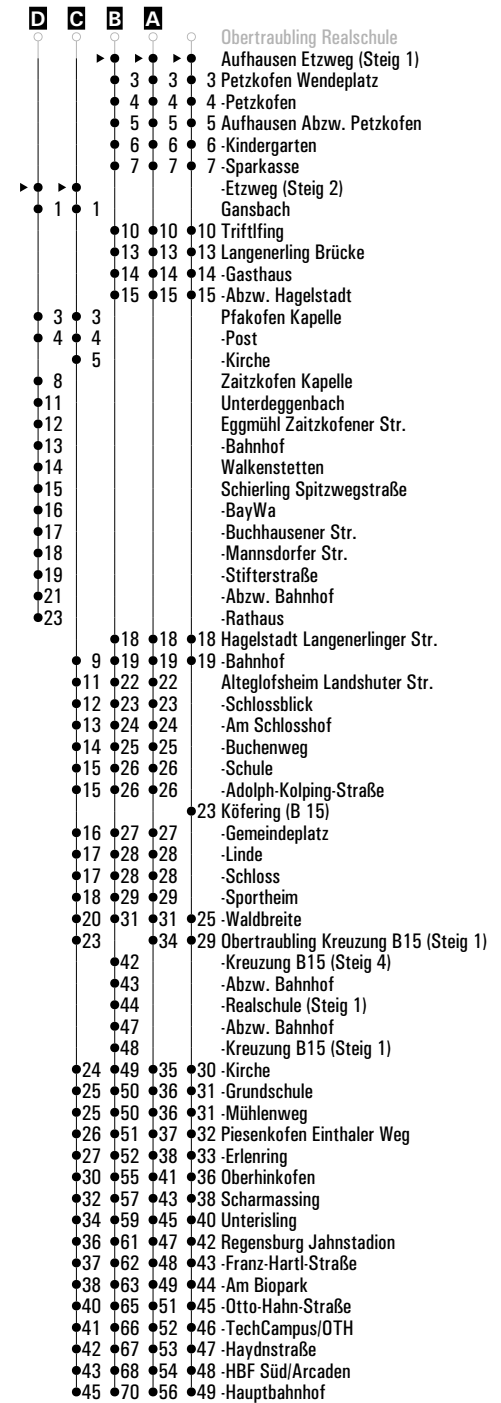 D C B A
Obertraubling Realschule
Aufhausen Etzweg (Steig 1)
3 3 3 Petzkofen Wendeplatz
4 4 4 -Petzkofen
5 5 5 Aufhausen Abzw. Petzkofen
6 6 6 -Kindergarten
7 7 7 -Sparkasse
-Etzweg (Steig 2)
1 1 Gansbach
10 10 10 Triftlfing
13 13 13 Langenerling Brücke
14 14 14 -Gasthaus
15 15 15 -Abzw. Hagelstadt
3 3 Pfakofen Kapelle
4 4 -Post
5 -Kirche
8 Zaitzkofen Kapelle
11 Unterdeggenbach
12 Eggmühl Zaitzkofener Str.
13 -Bahnhof
14 Walkenstetten
15 Schierling Spitzwegstraße
16 -BayWa
17 -Buchhausener Str.
18 -Mannsdorfer Str.
19 -Stifterstraße
21 -Abzw. Bahnhof
23 -Rathaus
18 18 18 Hagelstadt Langenerlinger Str.
9 19 19 19 -Bahnhof
11 22 22 Alteglofsheim Landshuter Str.
12 23 23 -Schlossblick
13 24 24 -Am Schlosshof
14 25 25 -Buchenweg
15 26 26 -Schule
15 26 26 -Adolph-Kolping-Straße
23 Köfering (B 15)
16 27 27 -Gemeindeplatz
17 28 28 -Linde
17 28 28 -Schloss
18 29 29 -Sportheim
20 31 31 25 -Waldbreite
23 34 29 Obertraubling Kreuzung B15 (Steig 1)
42 -Kreuzung B15 (Steig 4)
43 -Abzw. Bahnhof
44 -Realschule (Steig 1)
47 -Abzw. Bahnhof
48 -Kreuzung B15 (Steig 1)
24 49 35 30 -Kirche
25 50 36 31 -Grundschule
25 50 36 31 -Mühlenweg
26 51 37 32 Piesenkofen Einthaler Weg
27 52 38 33 -Erlenring
30 55 41 36 Oberhinkofen
32 57 43 38 Scharmassing
34 59 45 40 Unterisling
36 61 47 42 Regensburg Jahnstadion
37 62 48 43 -Franz-Hartl-Straße
38 63 49 44 -Am Biopark
40 65 51 45 -Otto-Hahn-Straße
41 66 52 46 -TechCampus/OTH
42 67 53 47 -Haydnstraße
43 68 54 48 -HBF Süd/Arcaden
45 70 56 49 -Hauptbahnhof